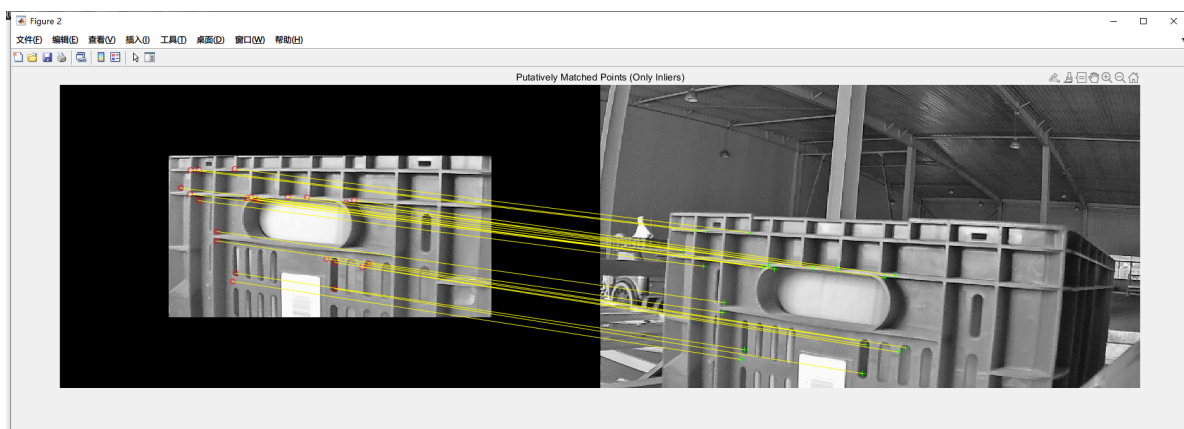 Figure 2
文件(F) 编辑(E) 查看(V) 插入(I) 工具(T) 桌面(D) 窗口(W) 帮助(H)
Putatively Matched Points (Only Inliers)